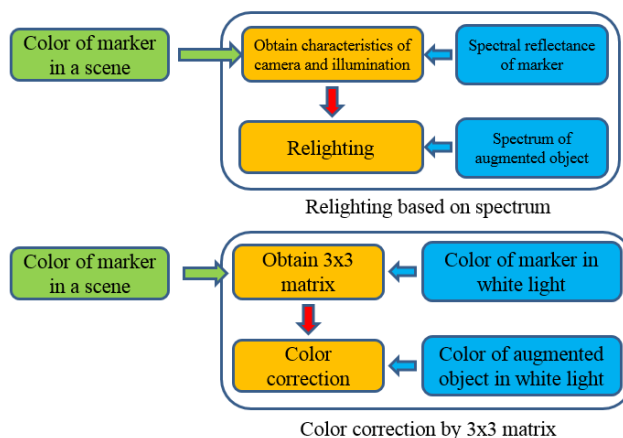 Color of marker
in a scene
Obtain characteristics of
camera and illumination
Spectral reflectance
of marker
Relighting
Spectrum of
augmented object
Relighting based on spectrum
Color of marker
in a scene
Obtain 3x3
matrix
Color of marker in
white light
Color
correction
Color of augmented
object in white light
Color correction by 3x3 matrix